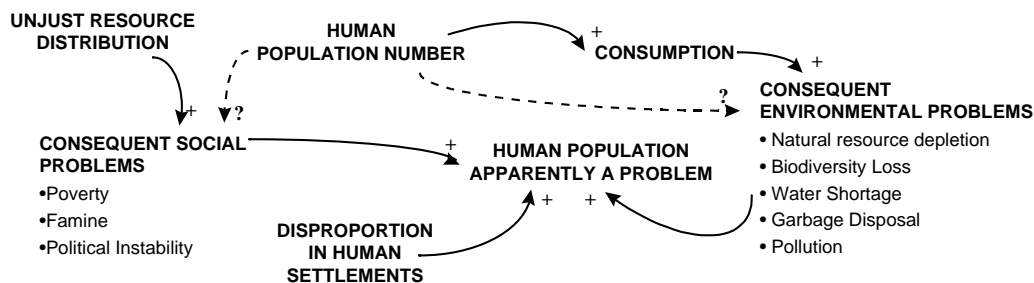 UNJUST RESOURCE
DISTRIBUTION
HUMAN
POPULATION NUMBER
+
CONSUMPTION
+
+
?
?
CONSEQUENT
ENVIRONMENTAL PROBLEMS
• Natural resource depletion
• Biodiversity Loss
• Water Shortage
• Garbage Disposal
• Pollution
CONSEQUENT SOCIAL
PROBLEMS
•Poverty
•Famine
•Political Instability
+
HUMAN POPULATION
APPARENTLY A PROBLEM
+ +
DISPROPORTION
IN HUMAN
SETTLEMENTS